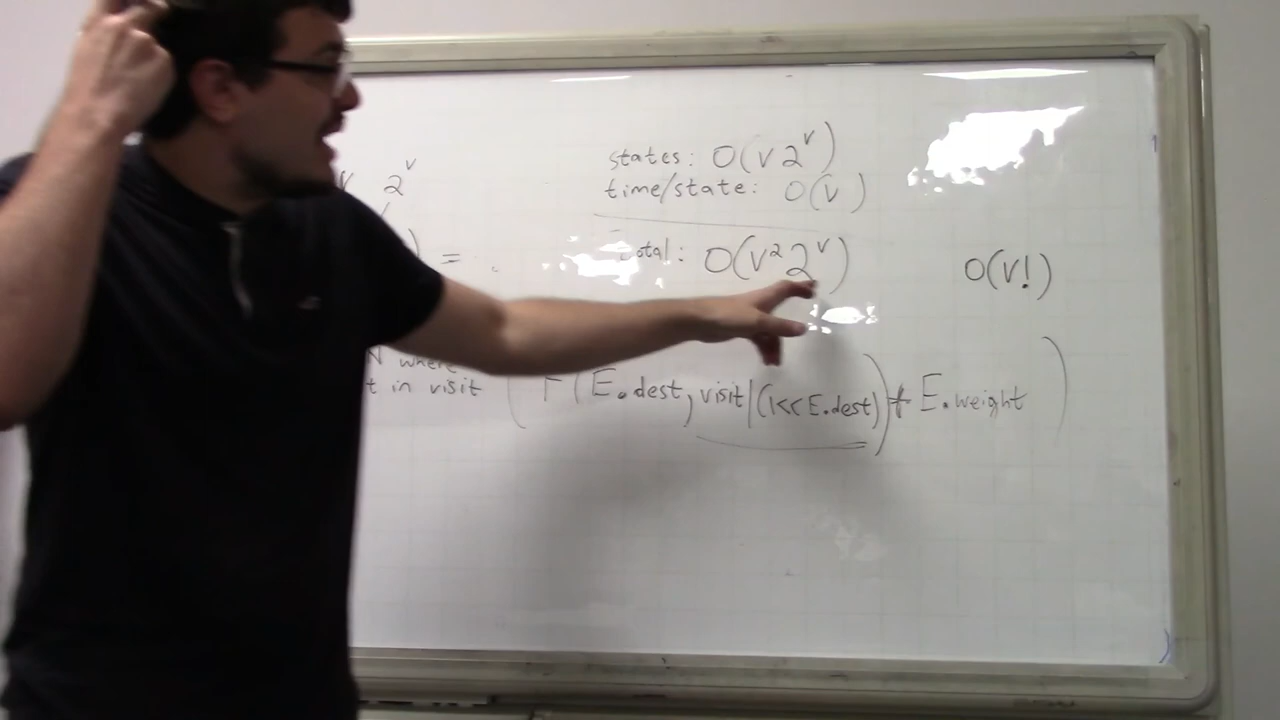 V 2^V
states: O(V 2^V)
time/state: O(V)
) =
total: O(V² 2^V)
O(V!)
N where
t in visit
( F(E.dest, visit|(1<<E.dest)) + E.weight )